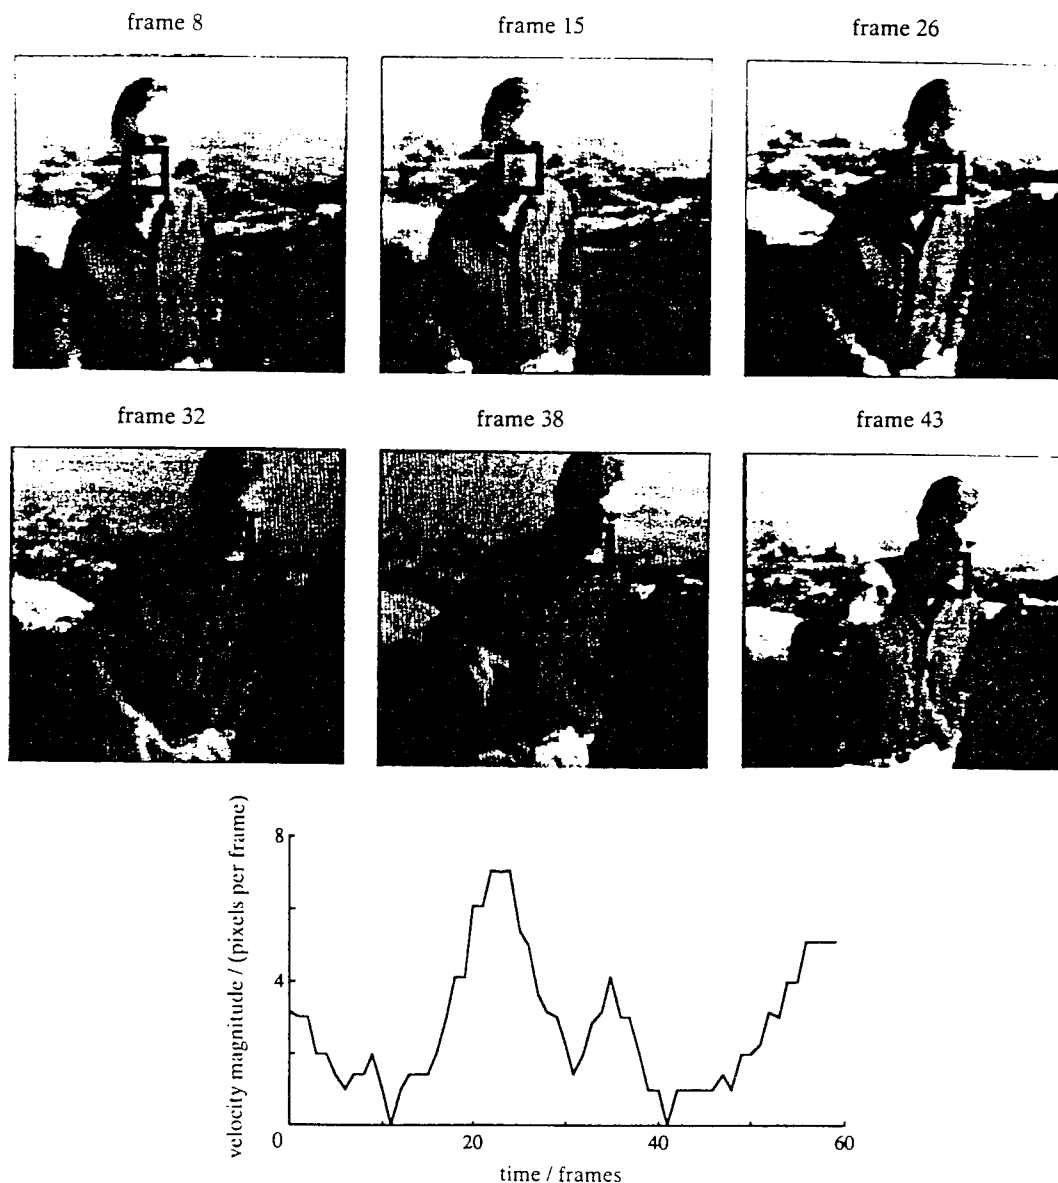 frame 8
frame 15
frame 26
frame 32
frame 38
frame 43
velocity magnitude / (pixels per frame)
8
4
0
20
40
60
time / frames